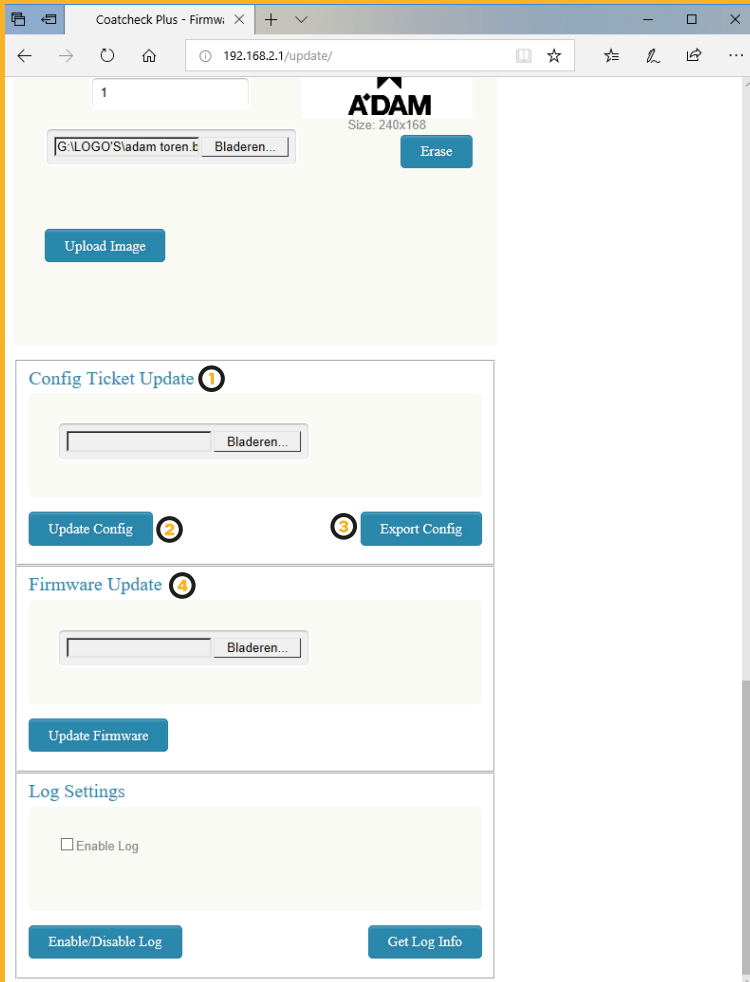 Coatcheck Plus - Firmwa
192.168.2.1/update/
1
A'DAM
Size: 240x168
G:\LOGO'S\adam toren.b Bladeren...
Erase
Upload Image
Config Ticket Update 1
Bladeren...
Update Config 2 3 Export Config
Firmware Update 4
Bladeren...
Update Firmware
Log Settings
Enable Log
Enable/Disable Log Get Log Info